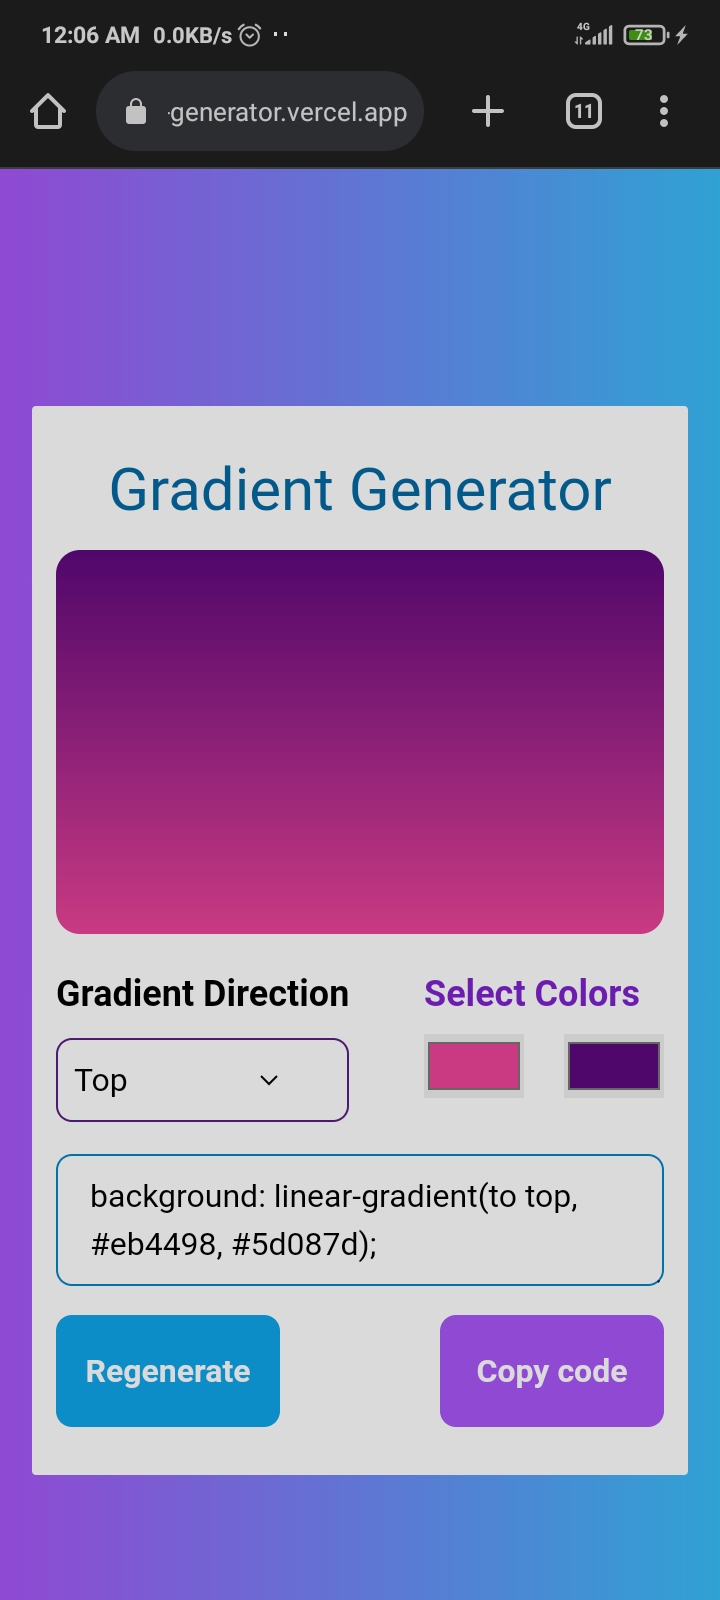 12:06 AM 0.0KB/s
4G
73
-generator.vercel.app
11
Gradient Generator
Gradient Direction
Select Colors
Top
background: linear-gradient(to top,
#eb4498, #5d087d);
Regenerate
Copy code